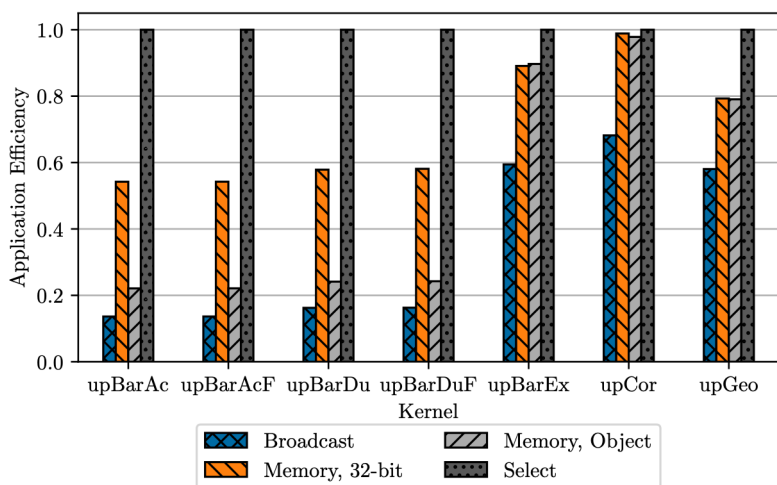 Application Efficiency
1.0
0.8
0.6
0.4
0.2
0.0
upBarAc upBarAcF upBarDu upBarDuF upBarEx upCor upGeo
Kernel
Broadcast Memory, Object
Memory, 32-bit Select